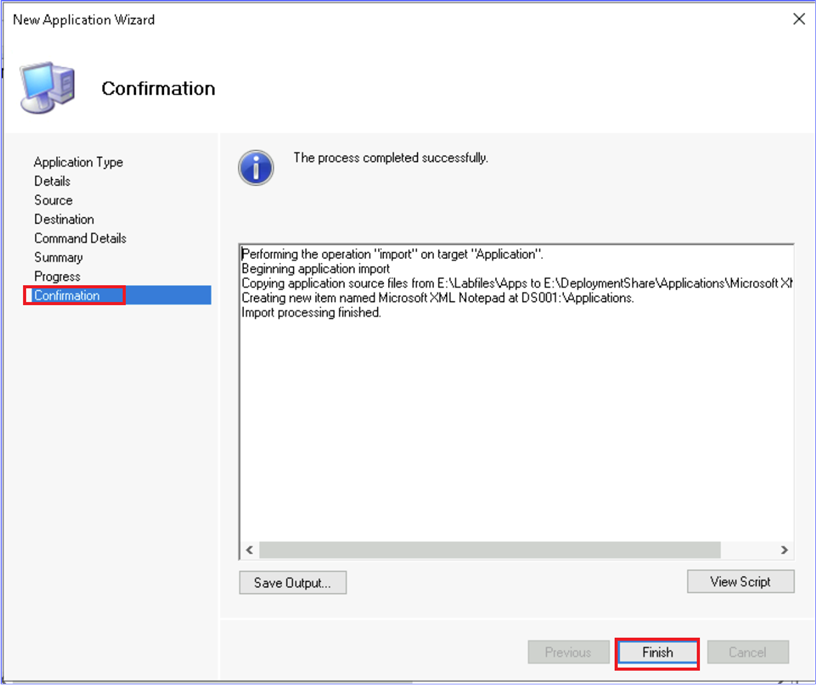 New Application Wizard
Confirmation
Application Type
Details
Source
Destination
Command Details
Summary
Progress
Confirmation
The process completed successfully.
Performing the operation "import" on target "Application".
Beginning application import
Copying application source files from E:\Labfiles\Apps to E:\DeploymentShare\Applications\Microsoft
Creating new item named Microsoft XML Notepad at DS001:\Applications.
Import processing finished.
Save Output...
View Script
Previous
Finish
Cancel